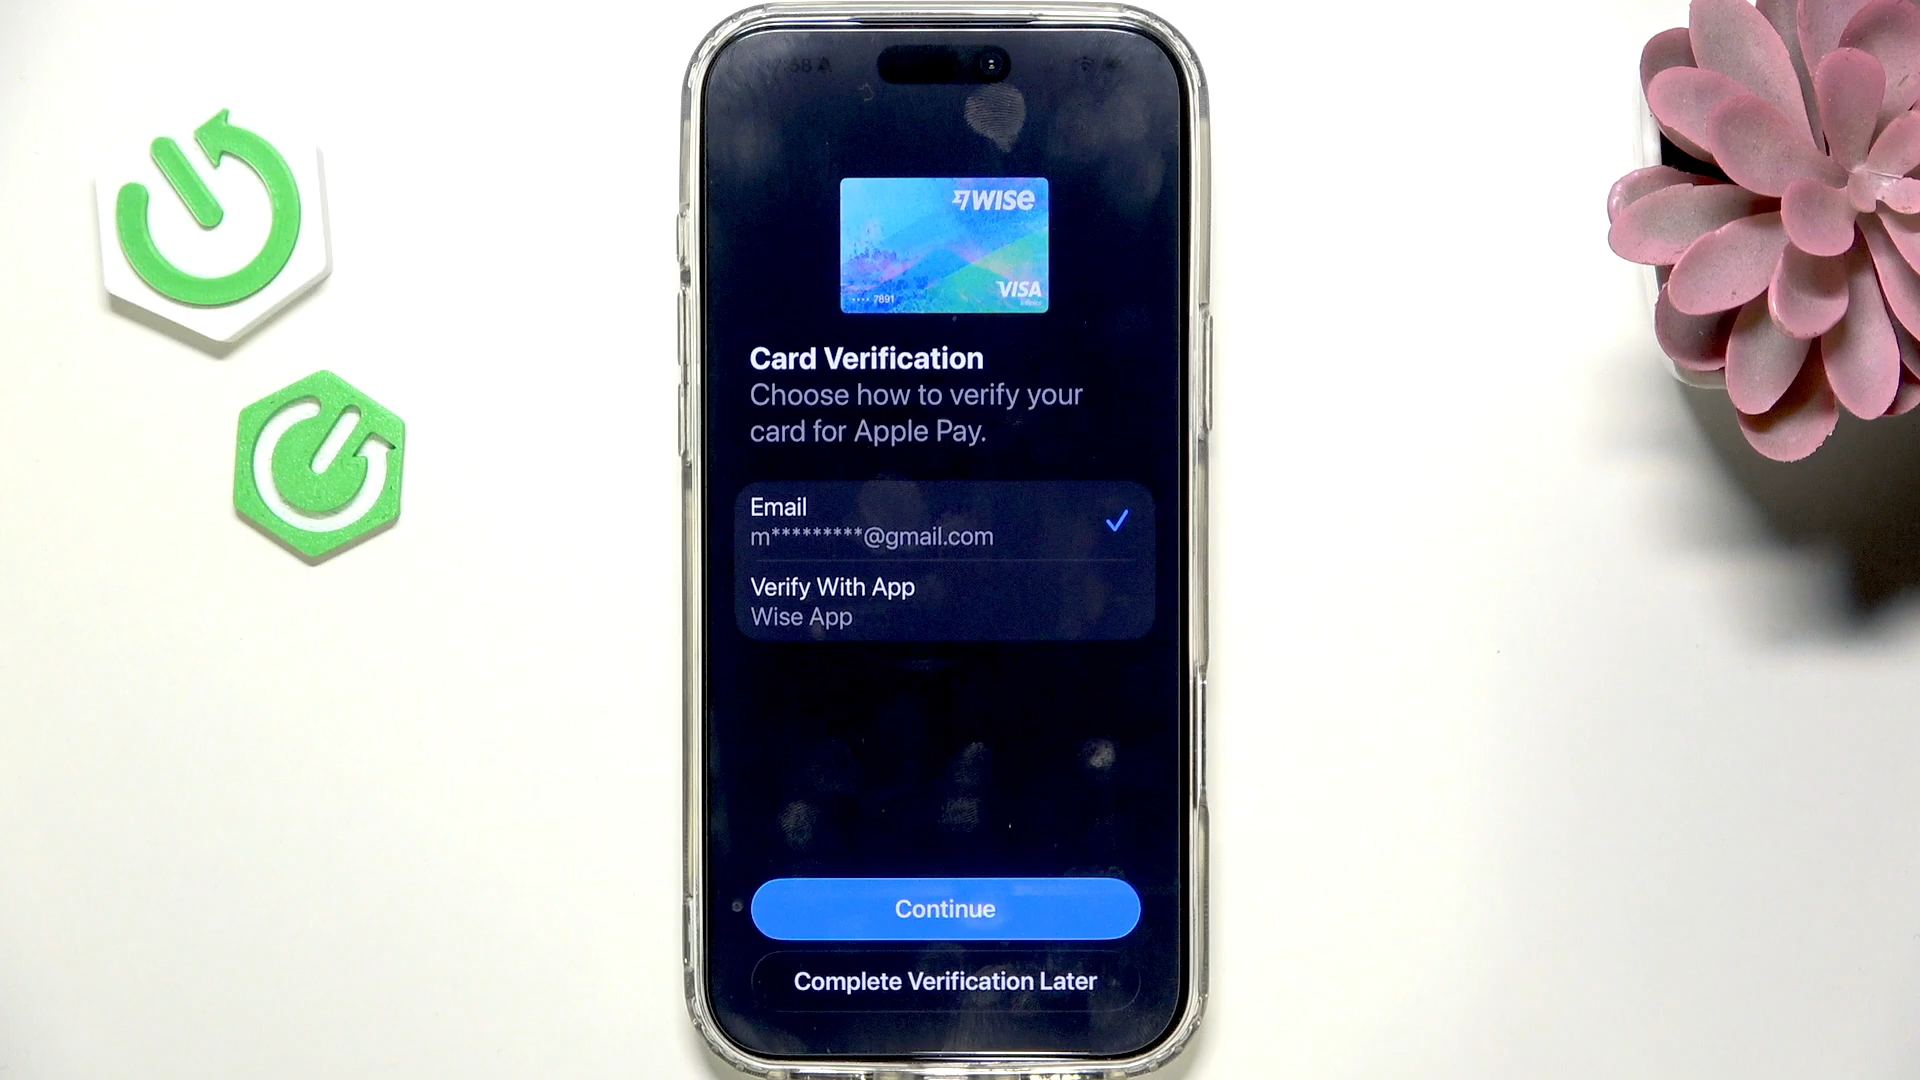 WISE
VISA
•••• 7891
Card Verification
Choose how to verify your
card for Apple Pay.
Email
m*********@gmail.com
Verify With App
Wise App
Continue
Complete Verification Later